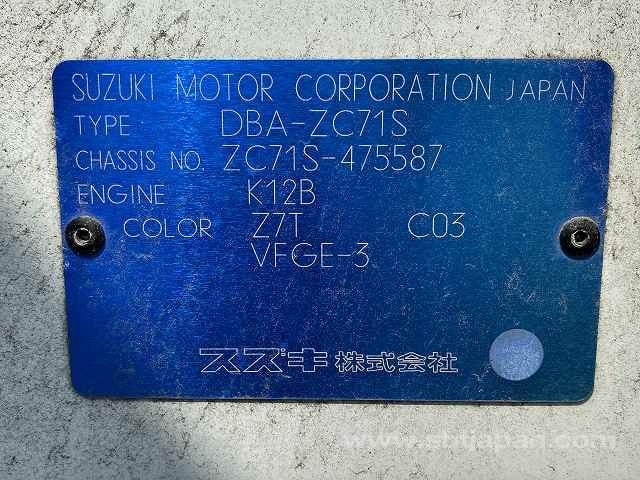 SUZUKI MOTOR CORPORATION JAPAN
TYPE DBA-ZC71S
CHASSIS NO. ZC71S-475587
ENGINE K12B
COLOR Z7T C03
VFGE-3
スズキ株式会社
www.stcjapan.com